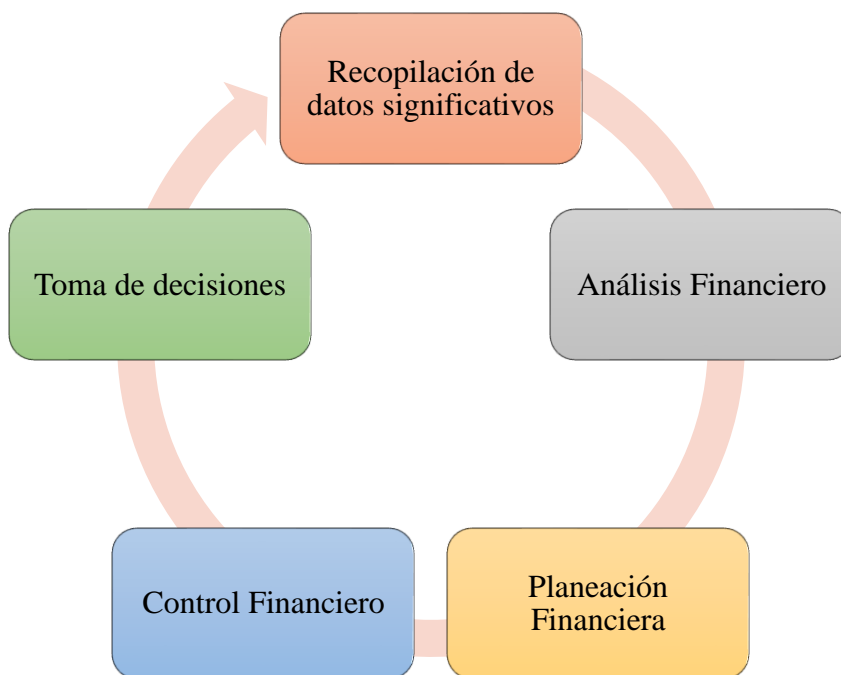 Recopilación de
datos significativos
Análisis Financiero
Planeación
Financiera
Control Financiero
Toma de decisiones